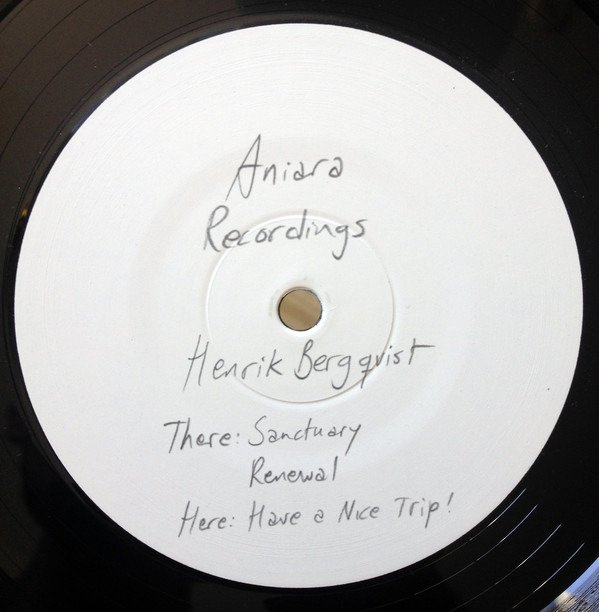 Aniara
Recordings
Henrik Bergqvist
There: Sanctuary
Renewal
Here: Have a Nice Trip!